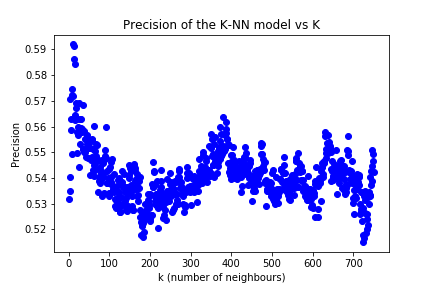 Precision of the K-NN model vs K
0.59
0.58
0.57
0.56
0.55
0.54
0.53
0.52
Precision
0 100 200 300 400 500 600 700
k (number of neighbours)